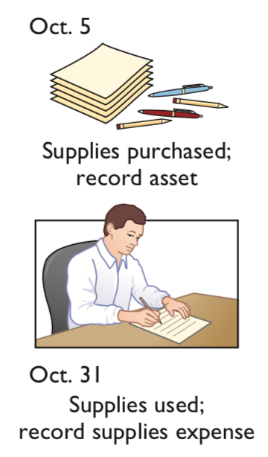 Oct. 5
Supplies purchased;
record asset
Oct. 31
Supplies used;
record supplies expense